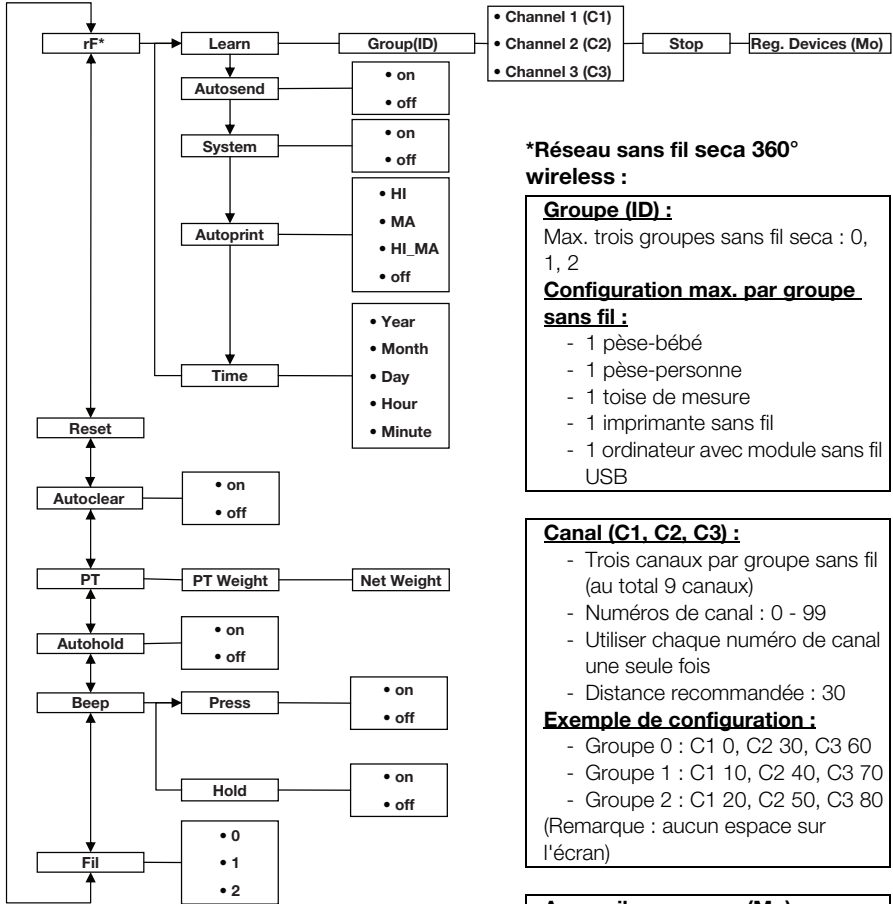 rF*
Learn
Group(ID)
• Channel 1 (C1)
• Channel 2 (C2)
• Channel 3 (C3)
Stop
Reg. Devices (Mo)
Autosend
• on
• off
System
• on
• off
Autoprint
• HI
• MA
• HI_MA
• off
Time
• Year
• Month
• Day
• Hour
• Minute
Reset
Autoclear
• on
• off
PT
PT Weight
Net Weight
Autohold
• on
• off
Beep
Press
• on
• off
Hold
• on
• off
Fil
• 0
• 1
• 2
*Réseau sans fil seca 360°
wireless :
Groupe (ID) :
Max. trois groupes sans fil seca : 0,
1, 2
Configuration max. par groupe
sans fil :
- 1 pèse-bébé
- 1 pèse-personne
- 1 toise de mesure
- 1 imprimante sans fil
- 1 ordinateur avec module sans fil
USB
Canal (C1, C2, C3) :
- Trois canaux par groupe sans fil
(au total 9 canaux)
- Numéros de canal : 0 - 99
- Utiliser chaque numéro de canal
une seule fois
- Distance recommandée : 30
Exemple de configuration :
- Groupe 0 : C1 0, C2 30, C3 60
- Groupe 1 : C1 10, C2 40, C3 70
- Groupe 2 : C1 20, C2 50, C3 80
(Remarque : aucun espace sur
l'écran)